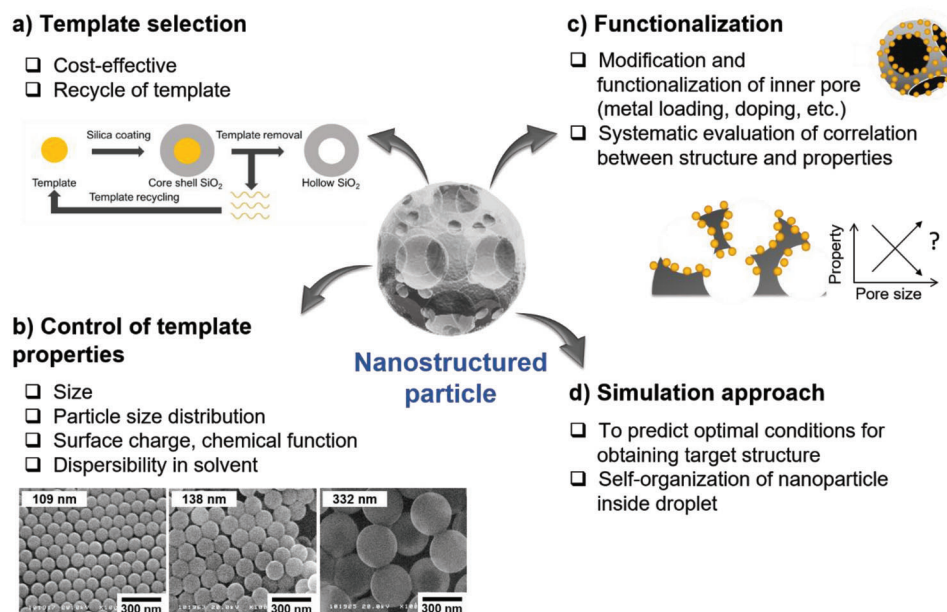 a) Template selection
❑ Cost-effective
❑ Recycle of template
Silica coating
Template removal
Template
Core shell SiO₂
Hollow SiO₂
Template recycling
b) Control of template
properties
❑ Size
❑ Particle size distribution
❑ Surface charge, chemical function
❑ Dispersibility in solvent
109 nm
138 nm
332 nm
300 nm
300 nm
300 nm
Nanostructured
particle
c) Functionalization
❑ Modification and
functionalization of inner pore
(metal loading, doping, etc.)
❑ Systematic evaluation of correlation
between structure and properties
Property
?
Pore size
d) Simulation approach
❑ To predict optimal conditions for
obtaining target structure
❑ Self-organization of nanoparticle
inside droplet